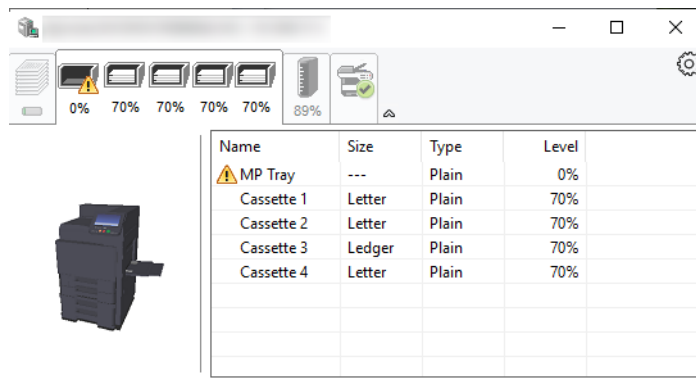 0% 70% 70% 70% 70% 89%
Name Size Type Level
MP Tray --- Plain 0%
Cassette 1 Letter Plain 70%
Cassette 2 Letter Plain 70%
Cassette 3 Ledger Plain 70%
Cassette 4 Letter Plain 70%